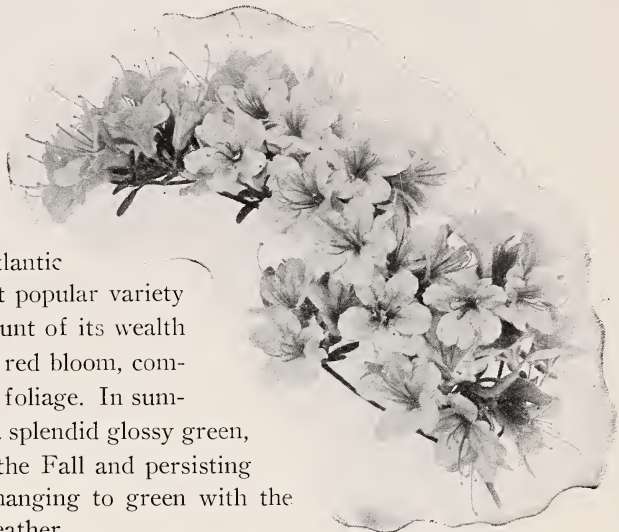 tlantic
t popular variety
unt of its wealth
red bloom, com-
foliage. In sum-
splendid glossy green,
the Fall and persisting
hanging to green with the
eather